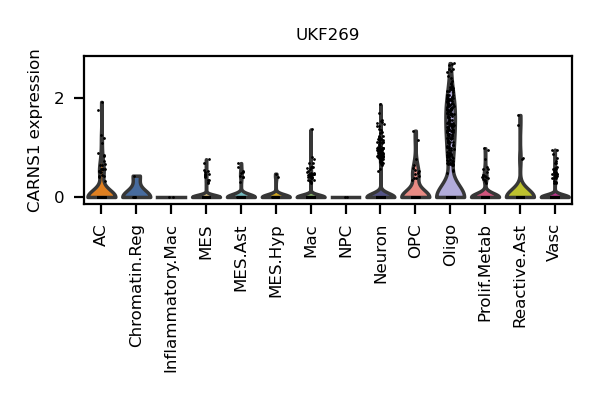 UKF269
CARNS1 expression
2
0
AC
Chromatin.Reg
Inflammatory.Mac
MES
MES.Ast
MES.Hyp
Mac
NPC
Neuron
OPC
Oligo
Prolif.Metab
Reactive.Ast
Vasc